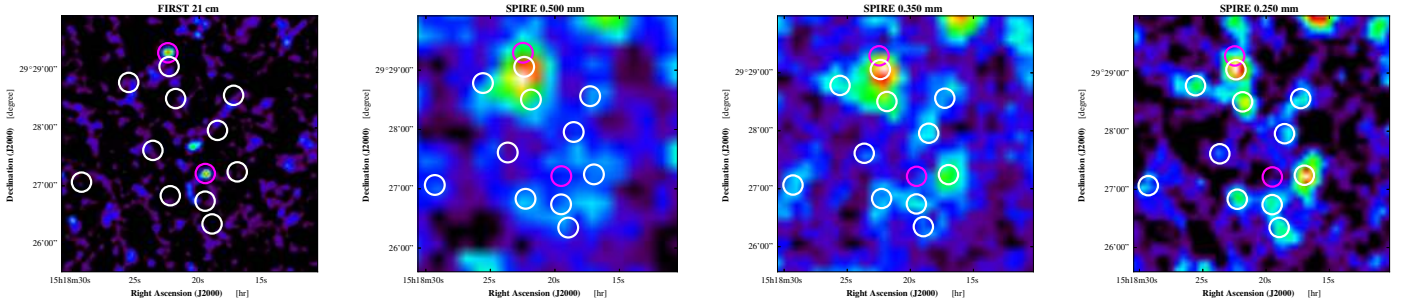 FIRST 21 cm
29°29'00"
28'00"
27'00"
26'00"
Declination (J2000) [degree]
15h18m30s 25s 20s 15s
Right Ascension (J2000) [hr]
SPIRE 0.500 mm
29°29'00"
28'00"
27'00"
26'00"
Declination (J2000) [degree]
15h18m30s 25s 20s 15s
Right Ascension (J2000) [hr]
SPIRE 0.350 mm
29°29'00"
28'00"
27'00"
26'00"
Declination (J2000) [degree]
15h18m30s 25s 20s 15s
Right Ascension (J2000) [hr]
SPIRE 0.250 mm
29°29'00"
28'00"
27'00"
26'00"
Declination (J2000) [degree]
15h18m30s 25s 20s 15s
Right Ascension (J2000) [hr]